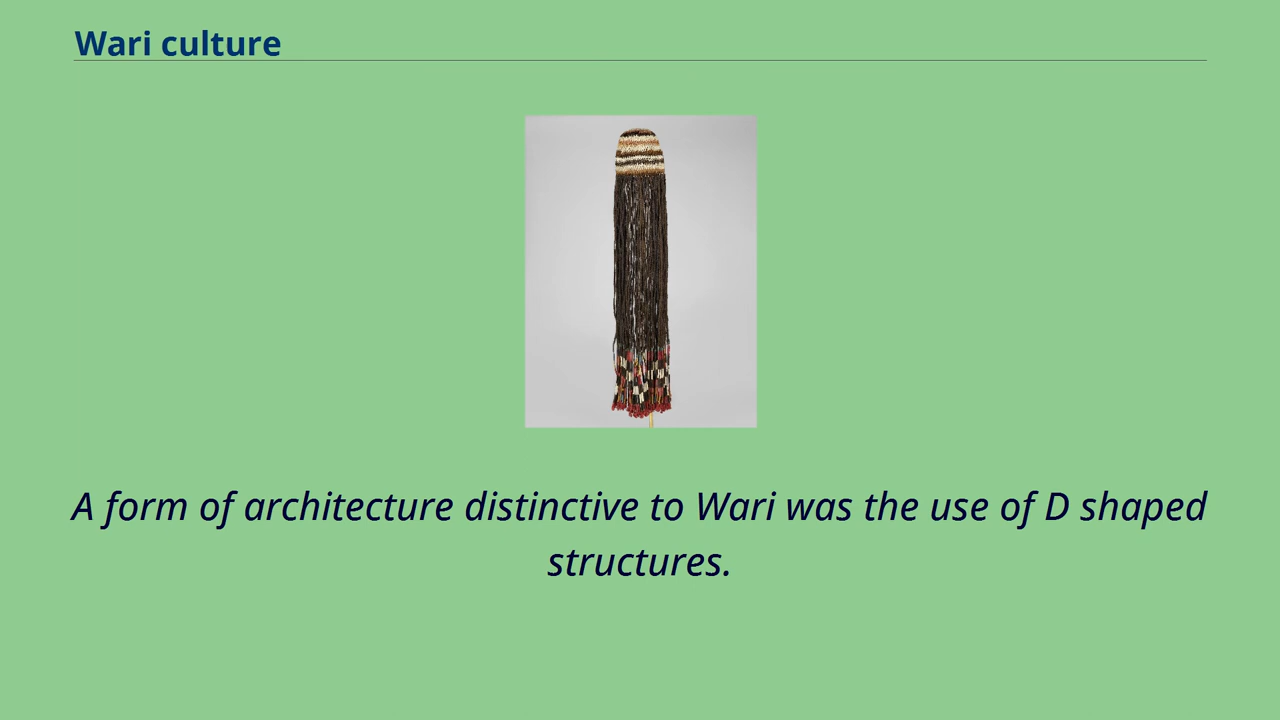 Wari culture
A form of architecture distinctive to Wari was the use of D shaped
structures.